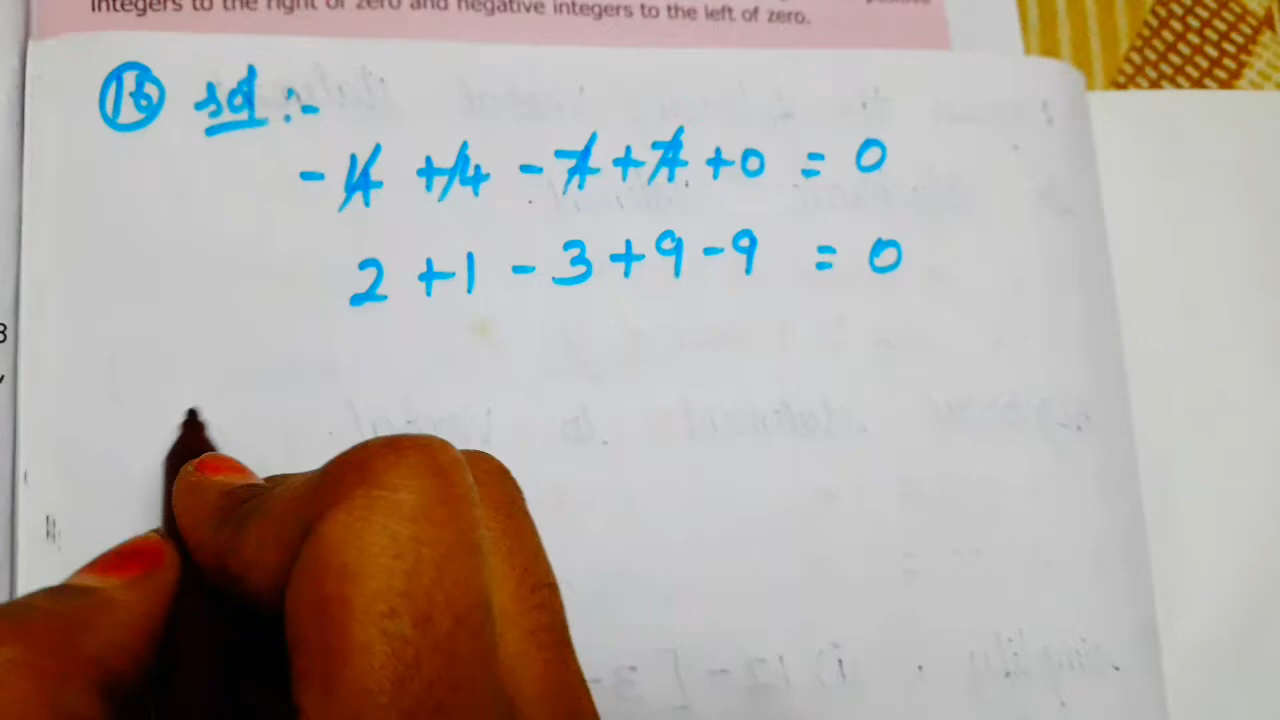 integers to the right of zero and negative integers to the left of zero.
16 sol :-
-4 +4 -7 +7 +0 = 0
2 +1 -3 +9 -9 = 0